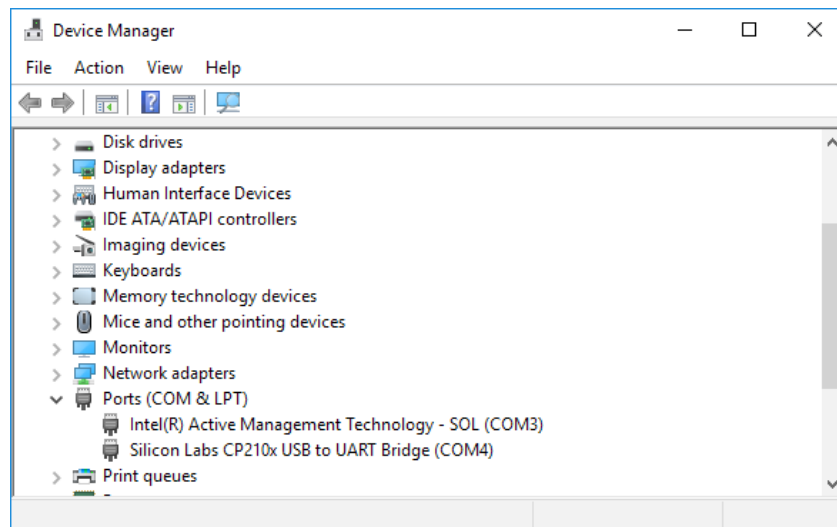 Device Manager
File Action View Help
Disk drives
Display adapters
Human Interface Devices
IDE ATA/ATAPI controllers
Imaging devices
Keyboards
Memory technology devices
Mice and other pointing devices
Monitors
Network adapters
Ports (COM & LPT)
Intel(R) Active Management Technology - SOL (COM3)
Silicon Labs CP210x USB to UART Bridge (COM4)
Print queues